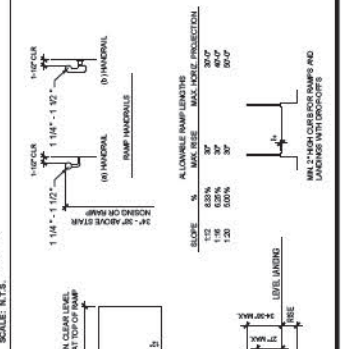 SCALE: N.T.S.
1-1/2" CLR
1 1/4" - 1 1/2"
(a) HANDRAIL
34" - 38" ABOVE STAIR
NOSING OR RAMP
1-1/2" CLR
1 1/4" - 1 1/2"
(b) HANDRAIL
RAMP HANDRAILS
CLEAR LEVEL
AT TOP OF RAMP
ALLOWABLE RAMP LENGTHS
SLOPE % MAX. RISE MAX. HORIZ. PROJECTION
1:12 8.33% 30" 30'-0"
1:16 6.25% 30" 40'-0"
1:20 5.00% 30" 50'-0"
LEVEL LANDING
27" MAX.
34-38" MAX.
RISE
MIN. 2" HIGH CURB FOR RAMPS AND
LANDINGS WITH DROP-OFFS